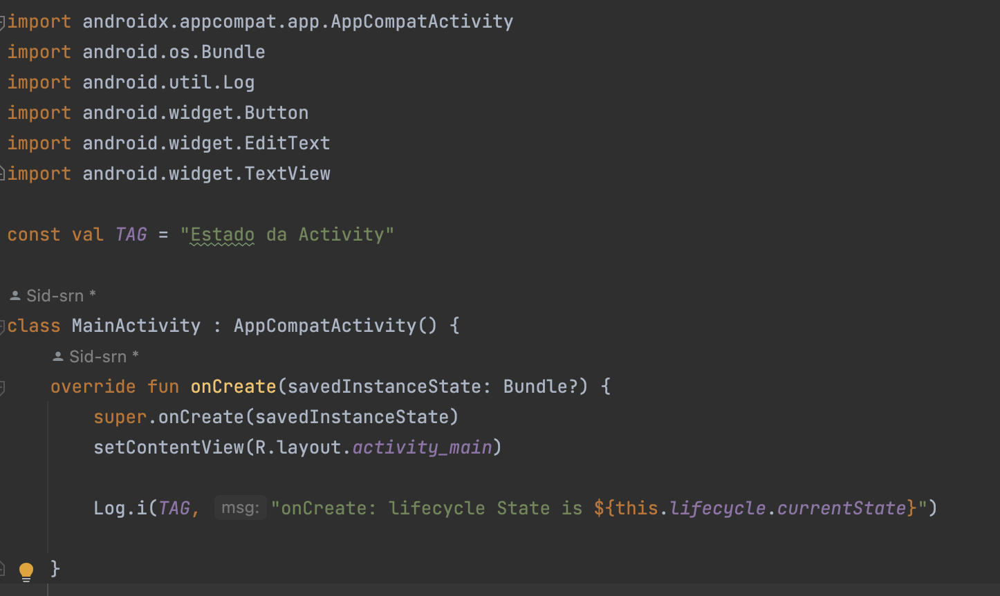 import androidx.appcompat.app.AppCompatActivity
import android.os.Bundle
import android.util.Log
import android.widget.Button
import android.widget.EditText
import android.widget.TextView
const val TAG = "Estado da Activity"
Sid-srn *
class MainActivity : AppCompatActivity() {
Sid-srn *
override fun onCreate(savedInstanceState: Bundle?) {
super.onCreate(savedInstanceState)
setContentView(R.layout.activity_main)
Log.i(TAG, msg: "onCreate: lifecycle State is ${this.lifecycle.currentState}")
}